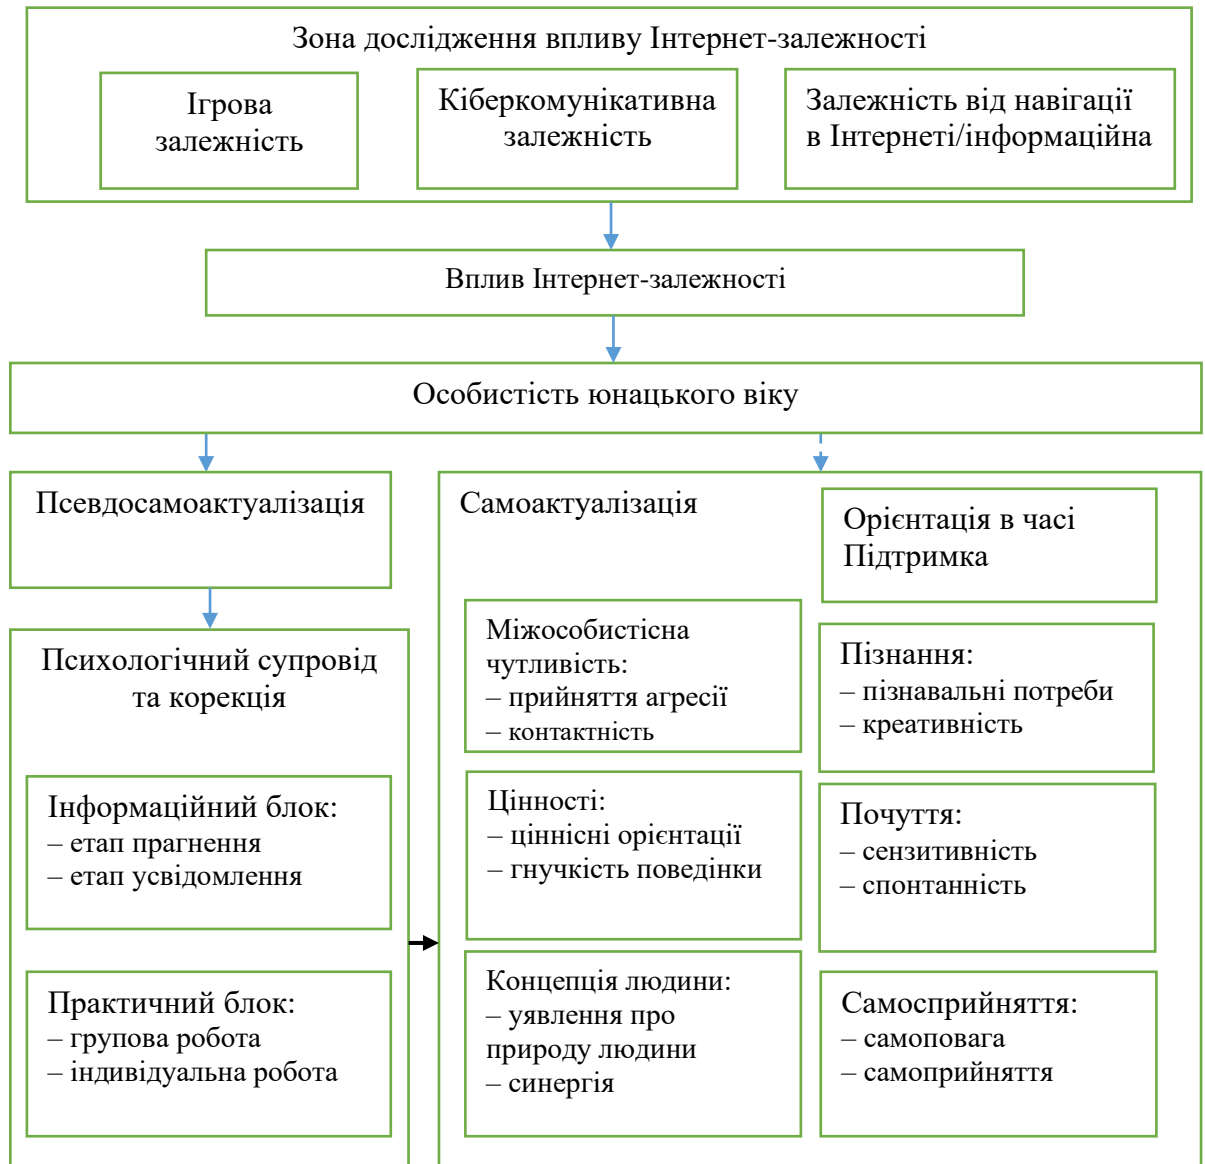 Зона дослідження впливу Інтернет-залежності
Ігрова
залежність
Кіберкомунікативна
залежність
Залежність від навігації
в Інтернеті/інформаційна
Вплив Інтернет-залежності
Особистість юнацького віку
Псевдосамоактуалізація
Психологічний супровід
та корекція
Інформаційний блок:
– етап прагнення
– етап усвідомлення
Практичний блок:
– групова робота
– індивідуальна робота
Самоактуалізація
Орієнтація в часі
Підтримка
Міжособистісна
чутливість:
– прийняття агресії
– контактність
Пізнання:
– пізнавальні потреби
– креативність
Цінності:
– ціннісні орієнтації
– гнучкість поведінки
Почуття:
– сензитивність
– спонтанність
Концепція людини:
– уявлення про
природу людини
– синергія
Самосприйняття:
– самоповага
– самоприйняття